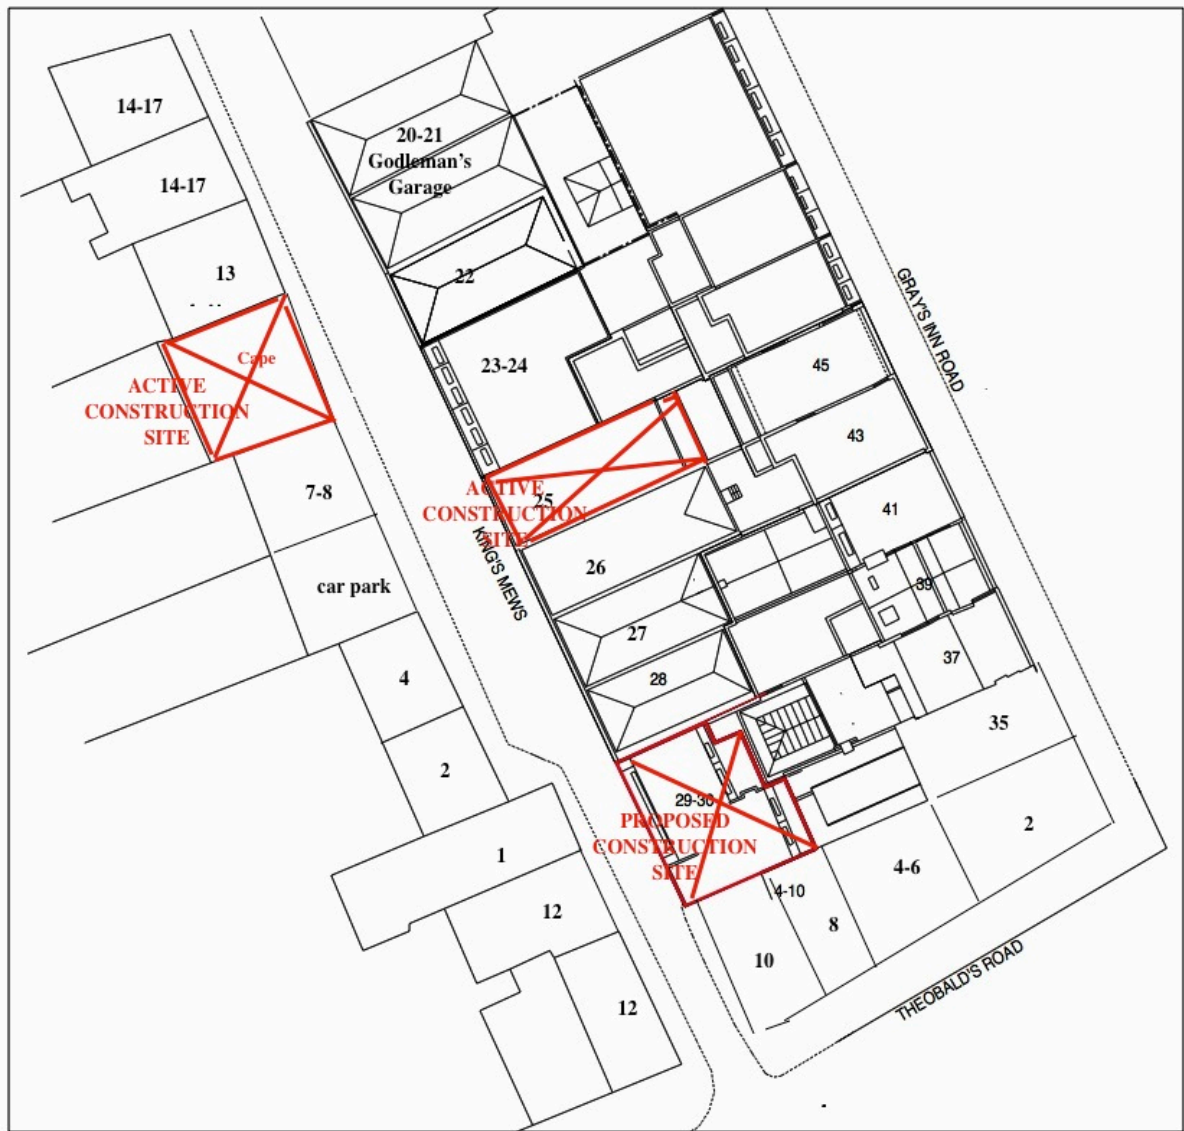 14-17
20-21
Godleman's
Garage
14-17
13
22
Cape
ACTIVE
CONSTRUCTION
SITE
23-24
GRAY'S INN ROAD
45
43
7-8
ACTIVE
25
CONSTRUCTION
SITE
KING'S MEWS
41
car park
26
39
27
37
4
28
35
2
29-30
PROPOSED
CONSTRUCTION
SITE
2
1
4-6
4-10
12
8
10
THEOBALD'S ROAD
12